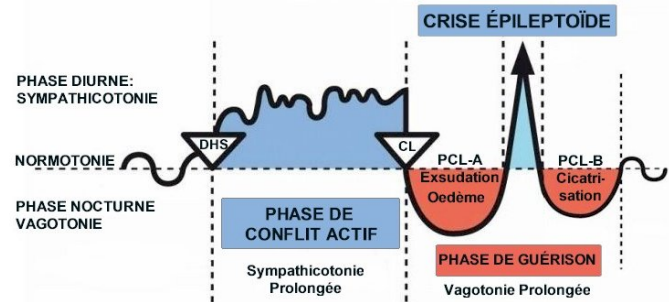 CRISE ÉPILEPTOÏDE
PHASE DIURNE:
SYMPATHICOTONIE
DHS
CL
NORMOTONIE
PCL-A
Exsudation
Oedème
PCL-B
Cicatri-
sation
PHASE NOCTURNE
VAGOTONIE
PHASE DE
CONFLIT ACTIF
PHASE DE GUÉRISON
Sympathicotonie
Prolongée
Vagotonie Prolongée